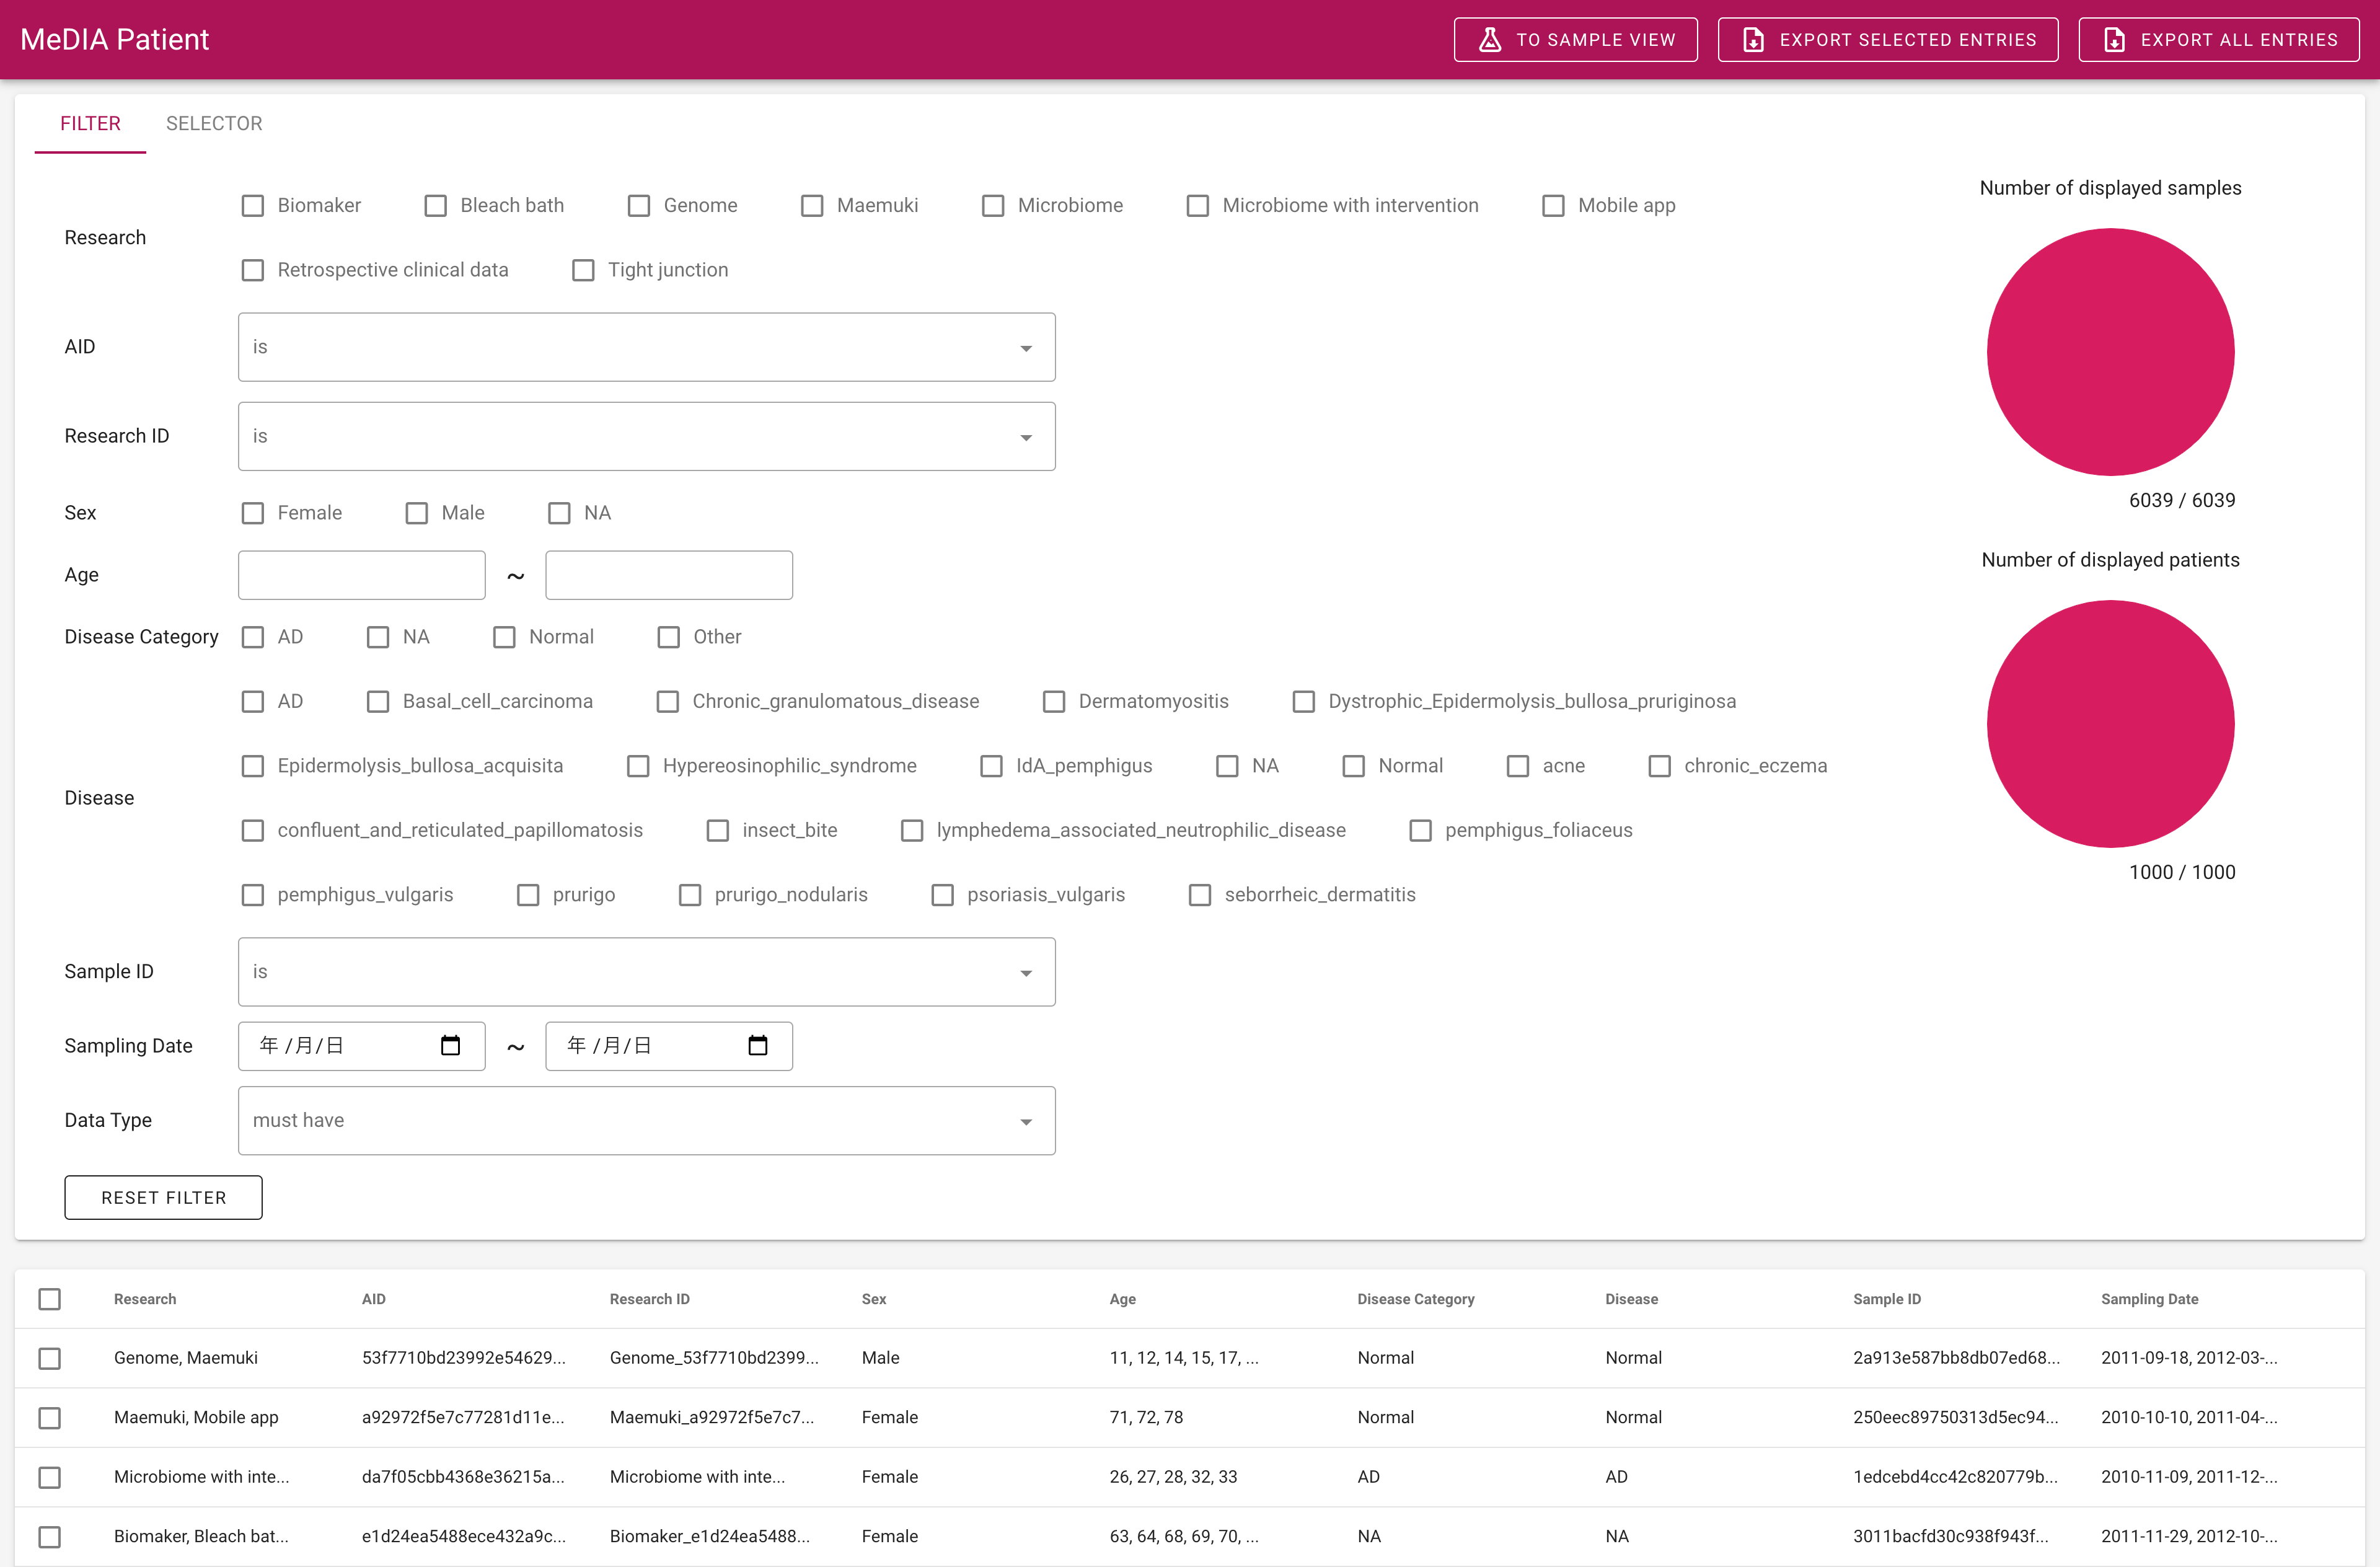 MeDIA Patient
TO SAMPLE VIEW
EXPORT SELECTED ENTRIES
EXPORT ALL ENTRIES
FILTER
SELECTOR
Research
Biomaker
Bleach bath
Genome
Maemuki
Microbiome
Microbiome with intervention
Mobile app
Retrospective clinical data
Tight junction
AID
is
Research ID
is
Sex
Female
Male
NA
Age
~
Disease Category
AD
NA
Normal
Other
Disease
AD
Basal_cell_carcinoma
Chronic_granulomatous_disease
Dermatomyositis
Dystrophic_Epidermolysis_bullosa_pruriginosa
Epidermolysis_bullosa_acquisita
Hypereosinophilic_syndrome
IdA_pemphigus
NA
Normal
acne
chronic_eczema
confluent_and_reticulated_papillomatosis
insect_bite
lymphedema_associated_neutrophilic_disease
pemphigus_foliaceus
pemphigus_vulgaris
prurigo
prurigo_nodularis
psoriasis_vulgaris
seborrheic_dermatitis
Sample ID
is
Sampling Date
年 /月/日
~
年 /月/日
Data Type
must have
RESET FILTER
Number of displayed samples
6039 / 6039
Number of displayed patients
1000 / 1000
Research AID Research ID Sex Age Disease Category Disease Sample ID Sampling Date
Genome, Maemuki 53f7710bd23992e54629... Genome_53f7710bd2399... Male 11, 12, 14, 15, 17, ... Normal Normal 2a913e587bb8db07ed68... 2011-09-18, 2012-03-...
Maemuki, Mobile app a92972f5e7c77281d11e... Maemuki_a92972f5e7c7... Female 71, 72, 78 Normal Normal 250eec89750313d5ec94... 2010-10-10, 2011-04-...
Microbiome with inte... da7f05cbb4368e36215a... Microbiome with inte... Female 26, 27, 28, 32, 33 AD AD 1edcebd4cc42c820779b... 2010-11-09, 2011-12-...
Biomaker, Bleach bat... e1d24ea5488ece432a9c... Biomaker_e1d24ea5488... Female 63, 64, 68, 69, 70, ... NA NA 3011bacfd30c938f943f... 2011-11-29, 2012-10-...